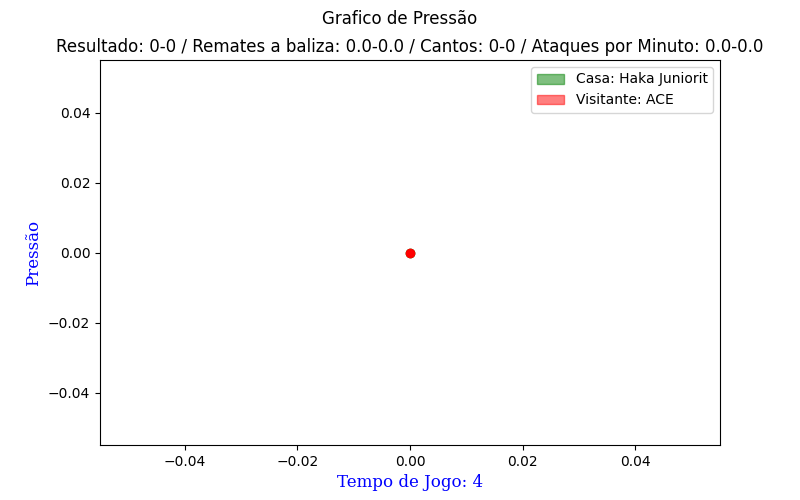 Grafico de Pressão
Resultado: 0-0 / Remates a baliza: 0.0-0.0 / Cantos: 0-0 / Ataques por Minuto: 0.0-0.0
Casa: Haka Juniorit
Visitante: ACE
0.04
0.02
0.00
−0.02
−0.04
Pressão
−0.04 −0.02 0.00 0.02 0.04
Tempo de Jogo: 4